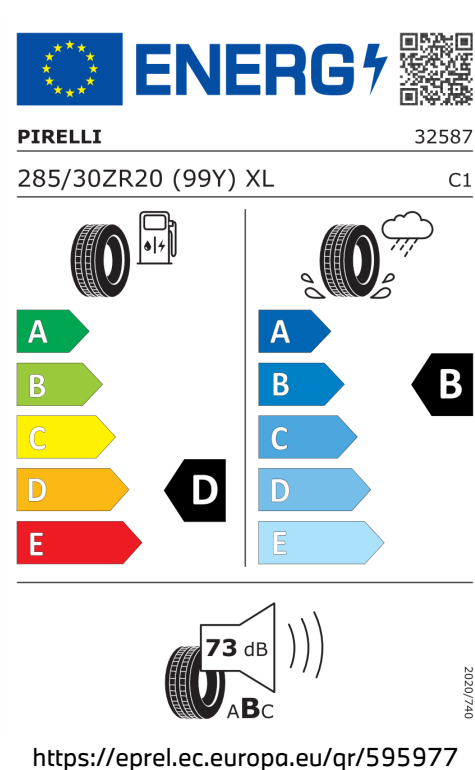 ENERG
PIRELLI 32587
285/30ZR20 (99Y) XL C1
A A
B B B
C C
D D D
E E
73 dB
ABC
2020/740
https://eprel.ec.europa.eu/qr/595977